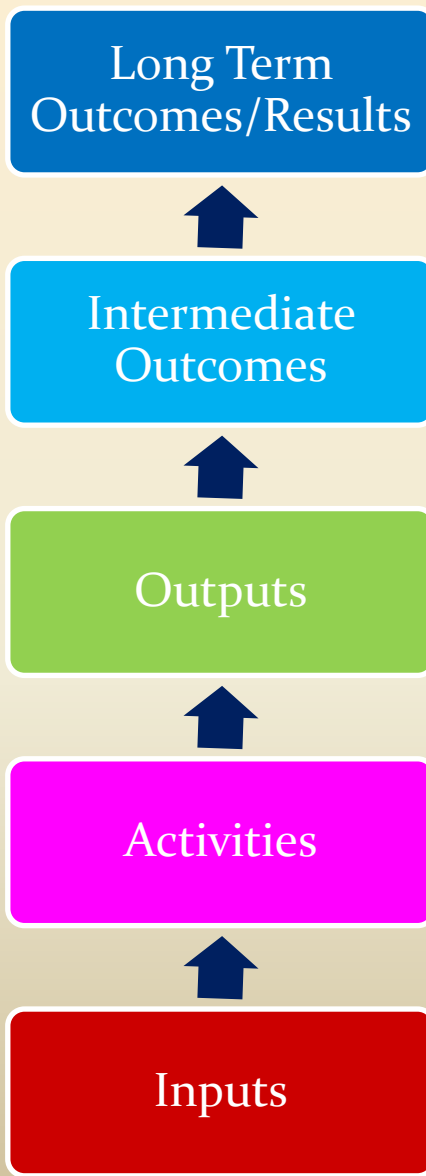 Long Term
Outcomes/Results
Intermediate
Outcomes
Outputs
Activities
Inputs